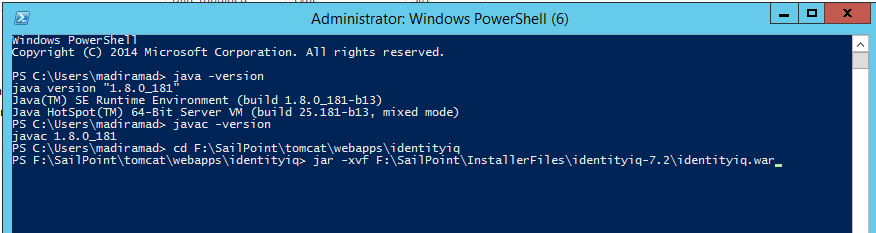 Administrator: Windows PowerShell (6)
Windows PowerShell
Copyright (C) 2014 Microsoft Corporation. All rights reserved.
PS C:\Users\madiramad> java -version
java version "1.8.0_181"
Java(TM) SE Runtime Environment (build 1.8.0_181-b13)
Java HotSpot(TM) 64-Bit Server VM (build 25.181-b13, mixed mode)
PS C:\Users\madiramad> javac -version
javac 1.8.0_181
PS C:\Users\madiramad> cd F:\SailPoint\tomcat\webapps\identityiq
PS F:\SailPoint\tomcat\webapps\identityiq> jar -xvf F:\SailPoint\InstallerFiles\identityiq-7.2\identityiq.war